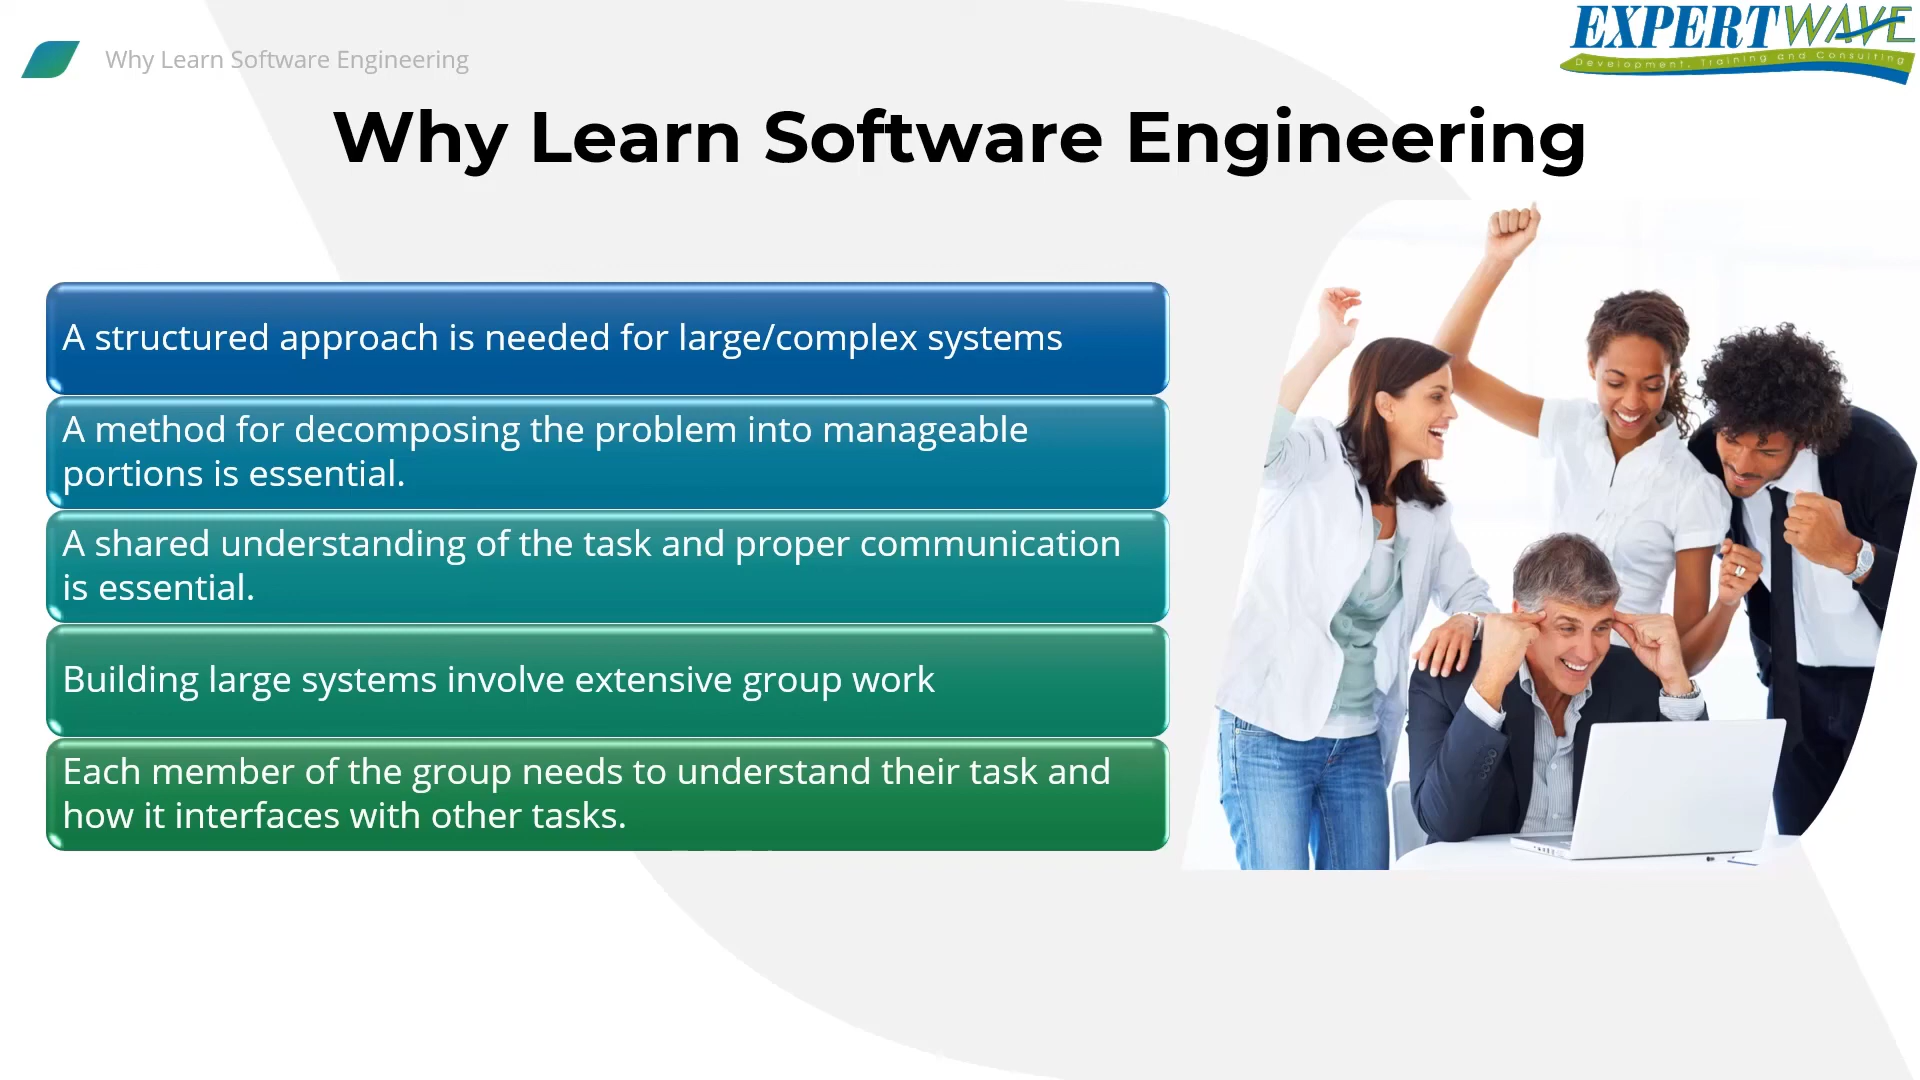 Why Learn Software Engineering
EXPERTWAVE
Development, Training and Consulting
Why Learn Software Engineering
A structured approach is needed for large/complex systems
A method for decomposing the problem into manageable
portions is essential.
A shared understanding of the task and proper communication
is essential.
Building large systems involve extensive group work
Each member of the group needs to understand their task and
how it interfaces with other tasks.